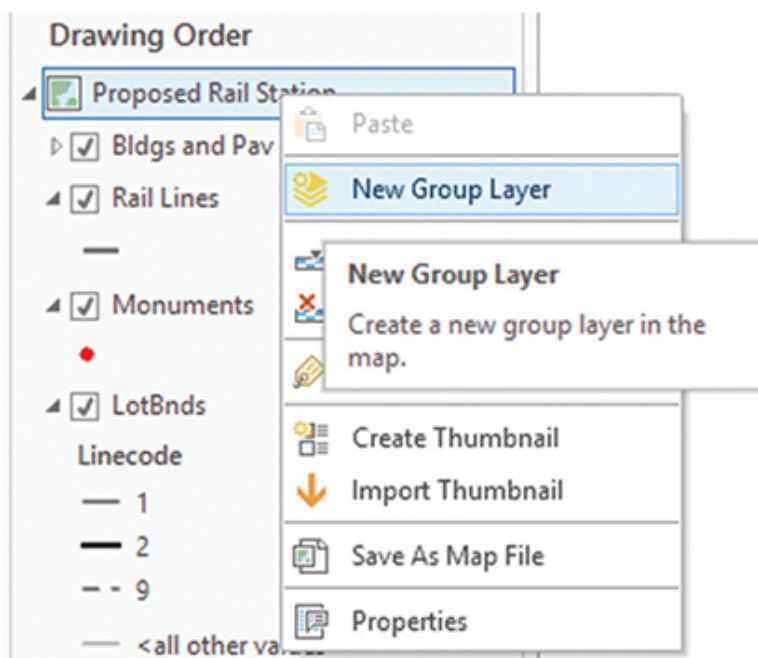 Drawing Order
Proposed Rail Station
Bldgs and Pav
Rail Lines
Monuments
LotBnds
Linecode
1
2
9
<all other values
Paste
New Group Layer
New Group Layer
Create a new group layer in the
map.
Create Thumbnail
Import Thumbnail
Save As Map File
Properties